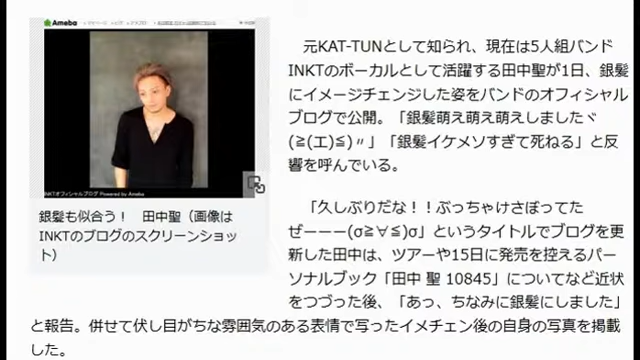 Ameba
INKTオフィシャルブログ Powered by Ameba
銀髪も似合う！　田中聖（画像は
INKTのブログのスクリーンショッ
ト）
元KAT-TUNとして知られ、現在は5人組バンド
INKTのボーカルとして活躍する田中聖が1日、銀髪
にイメージチェンジした姿をバンドのオフィシャル
ブログで公開。「銀髪萌え萌え萌えしましたヾ
(≧(エ)≦)〃」「銀髪イケメソすぎて死ねる」と反
響を呼んでいる。
「久しぶりだな！！ぶっちゃけさぼってた
ぜーーー(σ≧∀≦)σ」というタイトルでブログを更
新した田中は、ツアーや15日に発売を控えるパー
ソナルブック「田中 聖 10845」についてなど近状
をつづった後、「あっ、ちなみに銀髪にしました」
と報告。併せて伏し目がちな雰囲気のある表情で写ったイメチェン後の自身の写真を掲載
した。